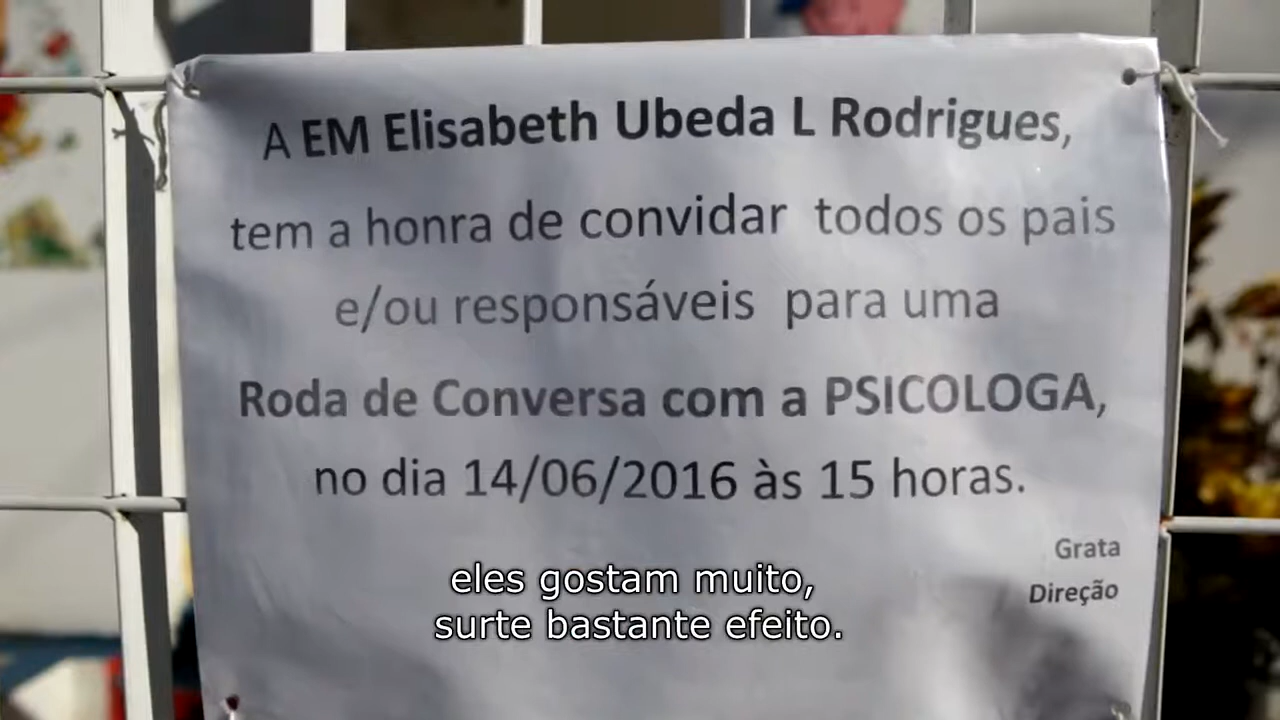 A EM Elisabeth Ubeda L Rodrigues,
tem a honra de convidar todos os pais
e/ou responsáveis para uma
Roda de Conversa com a PSICOLOGA,
no dia 14/06/2016 às 15 horas.
Grata
Direção
eles gostam muito,
surte bastante efeito.